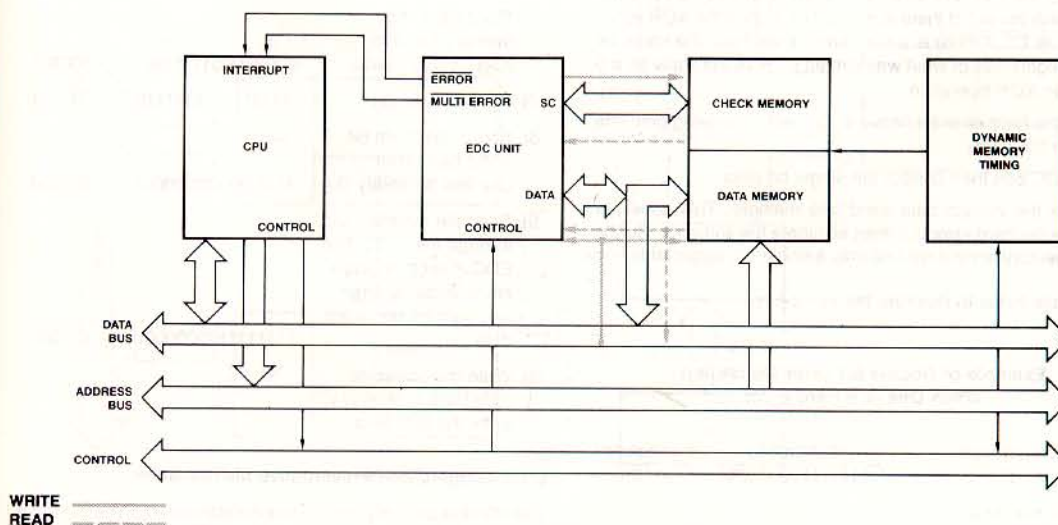 INTERRUPT
CPU
CONTROL
ERROR
MULTI ERROR
EDC UNIT
SC
DATA
CONTROL
CHECK MEMORY
DATA MEMORY
DYNAMIC
MEMORY
TIMING
DATA
BUS
ADDRESS
BUS
CONTROL
WRITE
READ